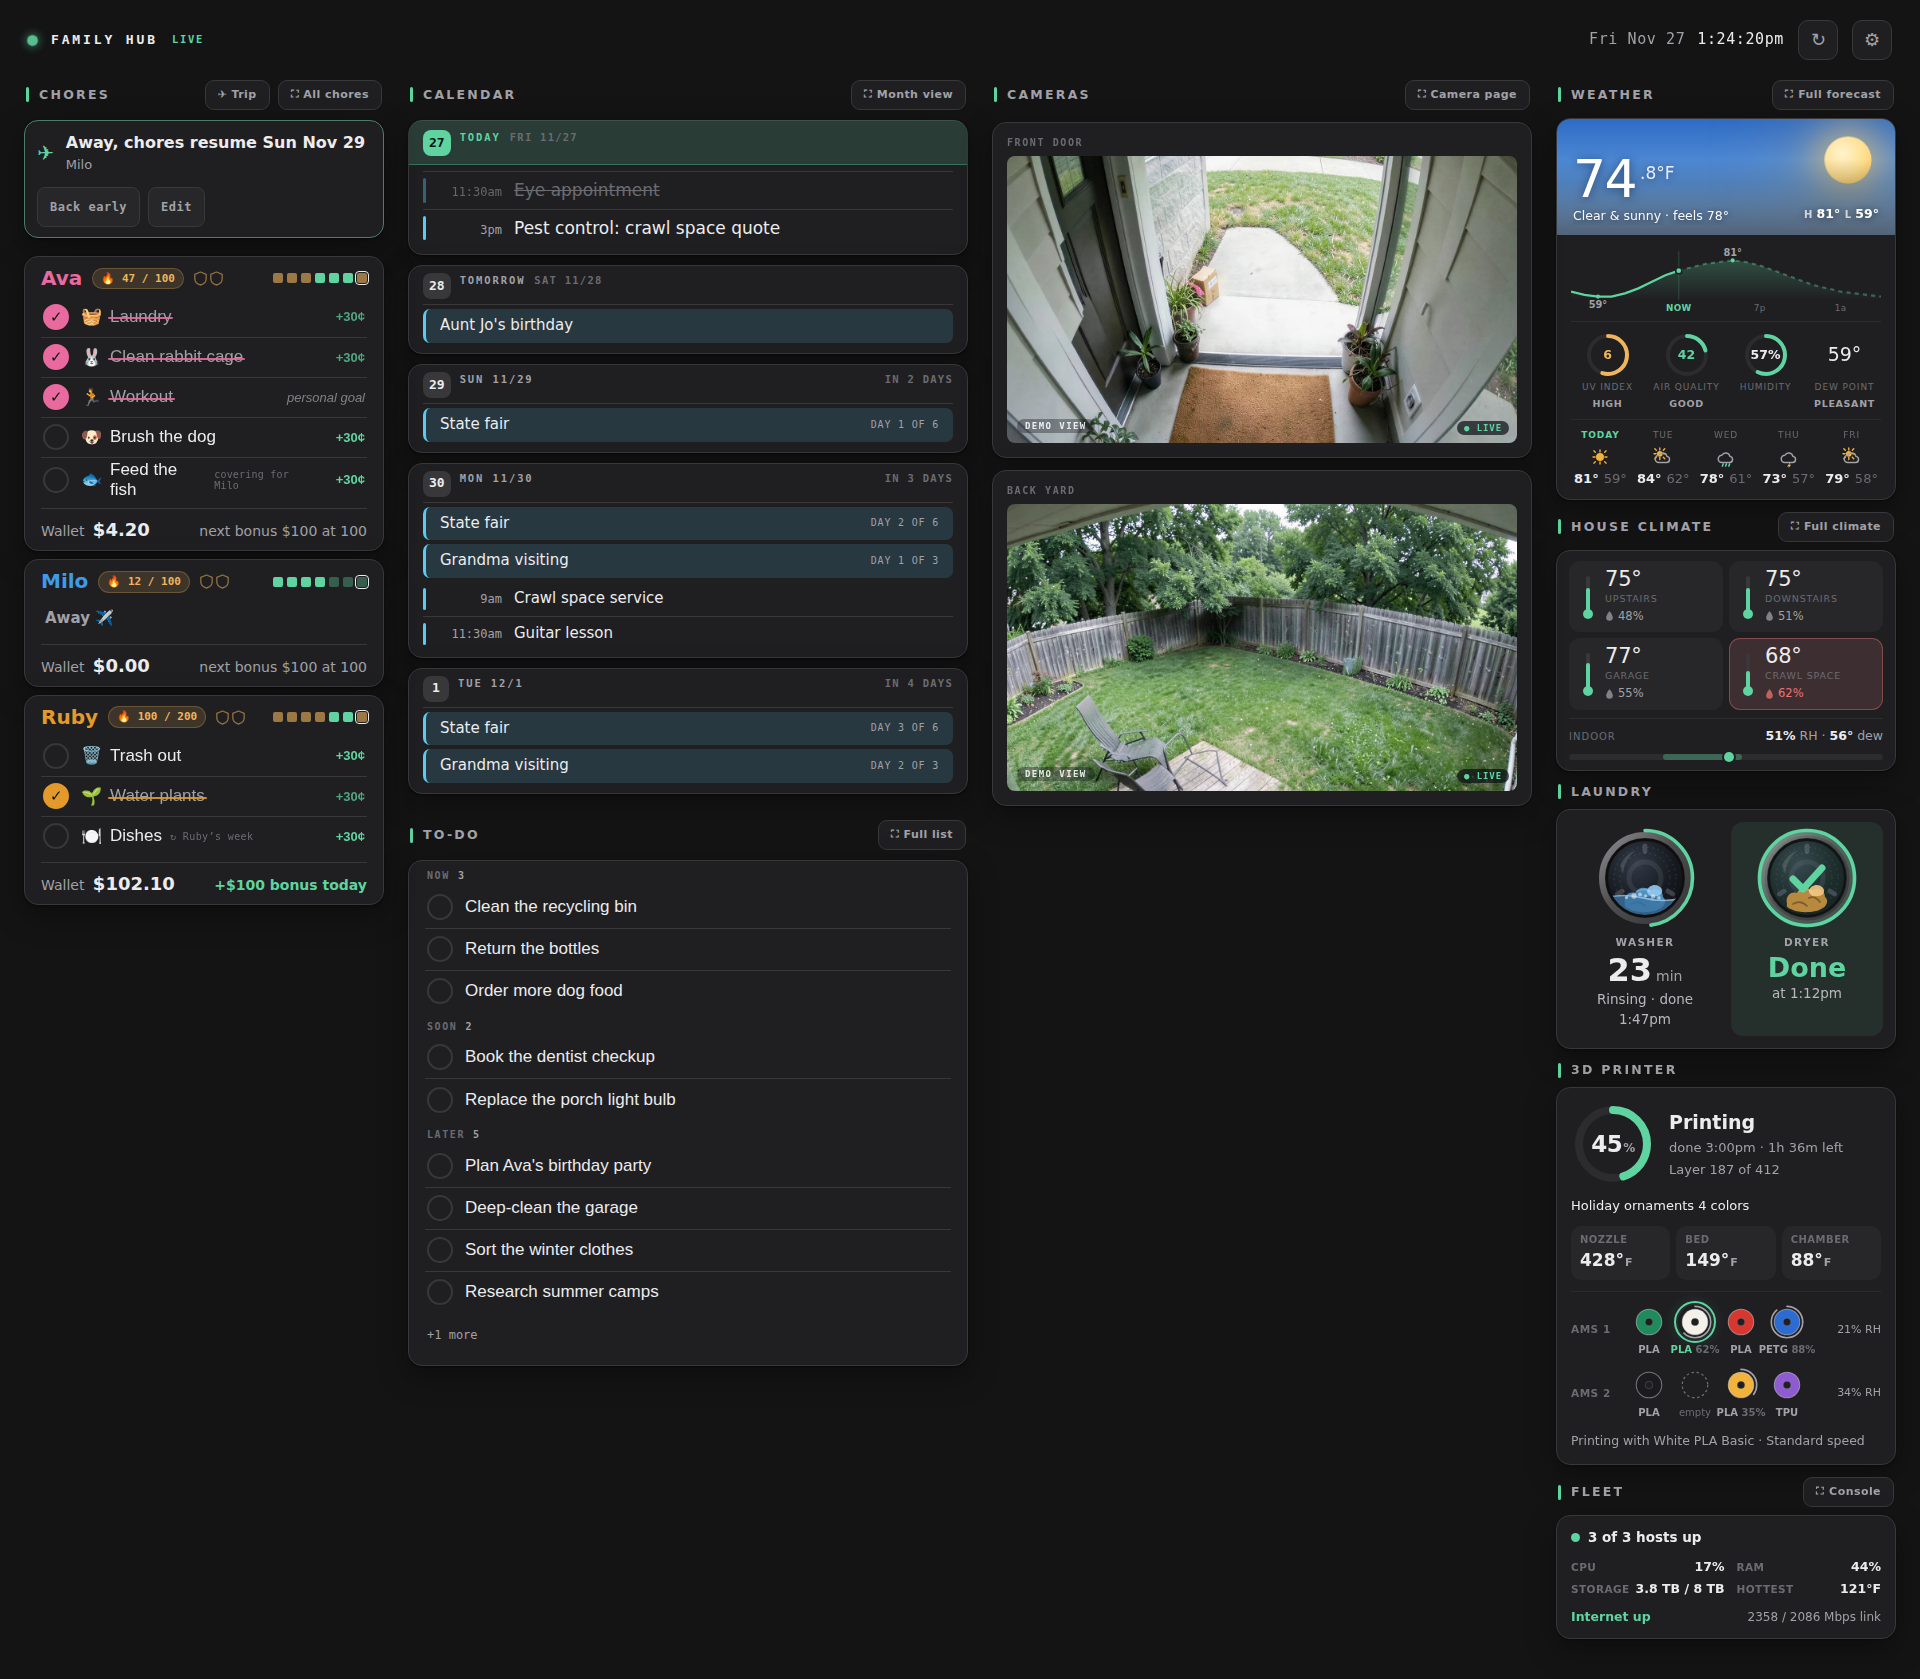 FAMILY HUB LIVE
Fri Nov 27 1:24:20pm
CHORES
Trip
All chores
Away, chores resume Sun Nov 29
Milo
Back early
Edit
Ava 47 / 100
Laundry +30¢
Clean rabbit cage +30¢
Workout personal goal
Brush the dog +30¢
Feed the fish covering for Milo +30¢
Wallet $4.20 next bonus $100 at 100
Milo 12 / 100
Away
Wallet $0.00 next bonus $100 at 100
Ruby 100 / 200
Trash out +30¢
Water plants +30¢
Dishes ↻ Ruby's week +30¢
Wallet $102.10 +$100 bonus today
CALENDAR
Month view
27 TODAY FRI 11/27
11:30am Eye appointment
3pm Pest control: crawl space quote
28 TOMORROW SAT 11/28
Aunt Jo's birthday
29 SUN 11/29 IN 2 DAYS
State fair DAY 1 OF 6
30 MON 11/30 IN 3 DAYS
State fair DAY 2 OF 6
Grandma visiting DAY 1 OF 3
9am Crawl space service
11:30am Guitar lesson
1 TUE 12/1 IN 4 DAYS
State fair DAY 3 OF 6
Grandma visiting DAY 2 OF 3
TO-DO
Full list
NOW 3
Clean the recycling bin
Return the bottles
Order more dog food
SOON 2
Book the dentist checkup
Replace the porch light bulb
LATER 5
Plan Ava's birthday party
Deep-clean the garage
Sort the winter clothes
Research summer camps
+1 more
CAMERAS
Camera page
FRONT DOOR
DEMO VIEW
LIVE
BACK YARD
DEMO VIEW
LIVE
WEATHER
Full forecast
74.8°F
Clear & sunny · feels 78°
H 81° L 59°
81°
59°
NOW 7p 1a
6 42 57% 59°
UV INDEX AIR QUALITY HUMIDITY DEW POINT
HIGH GOOD PLEASANT
TODAY TUE WED THU FRI
81° 59° 84° 62° 78° 61° 73° 57° 79° 58°
HOUSE CLIMATE
Full climate
75°
UPSTAIRS
48%
75°
DOWNSTAIRS
51%
77°
GARAGE
55%
68°
CRAWL SPACE
62%
INDOOR 51% RH · 56° dew
LAUNDRY
WASHER
23 min
Rinsing · done
1:47pm
DRYER
Done
at 1:12pm
3D PRINTER
45%
Printing
done 3:00pm · 1h 36m left
Layer 187 of 412
Holiday ornaments 4 colors
NOZZLE BED CHAMBER
428°F 149°F 88°F
AMS 1 21% RH
PLA PLA 62% PLA PETG 88%
AMS 2 34% RH
PLA empty PLA 35% TPU
Printing with White PLA Basic · Standard speed
FLEET
Console
3 of 3 hosts up
CPU 17% RAM 44%
STORAGE 3.8 TB / 8 TB HOTTEST 121°F
Internet up 2358 / 2086 Mbps link